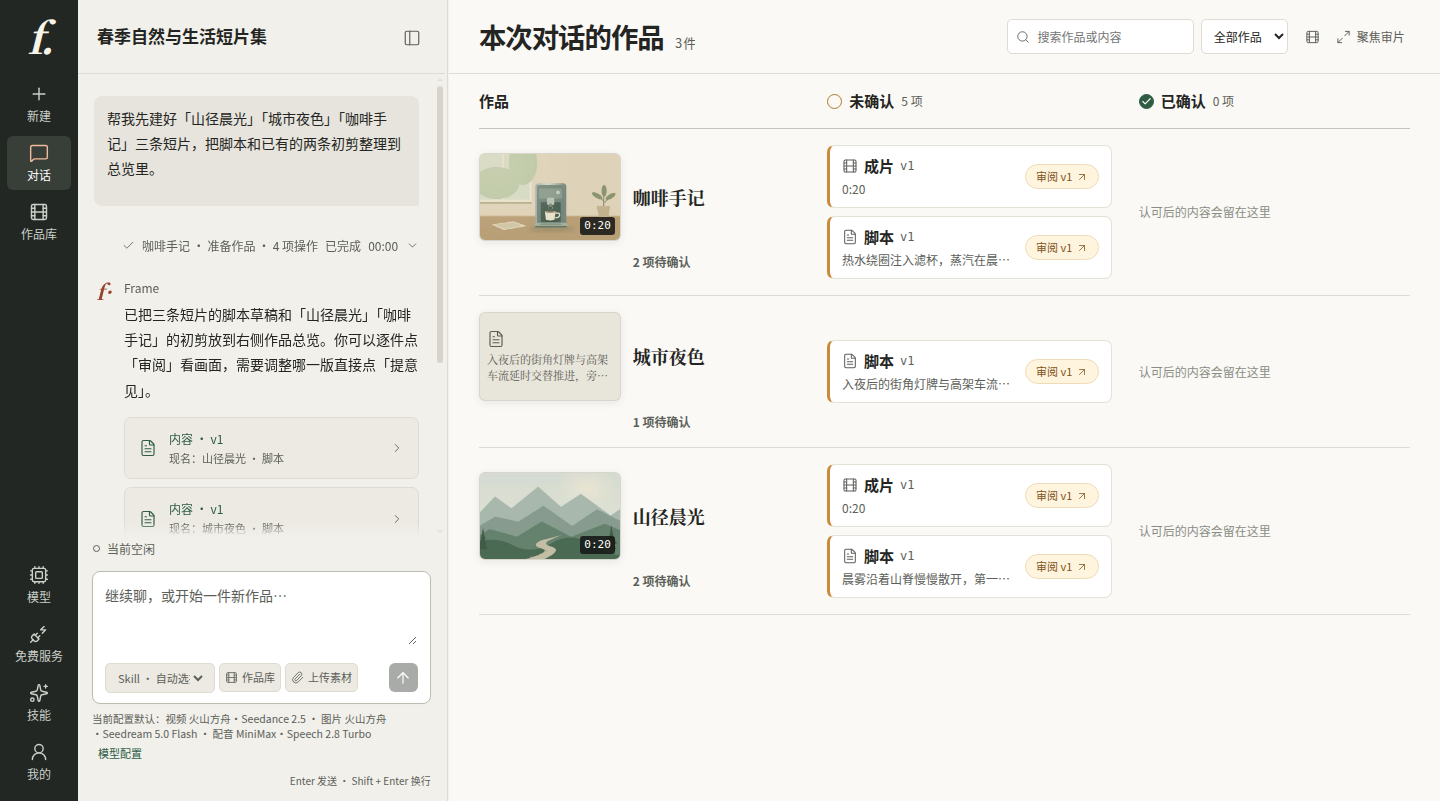 f.
新建
对话
作品库
模型
免费服务
技能
我的
春季自然与生活短片集
帮我先建好「山径晨光」「城市夜色」「咖啡手
记」三条短片，把脚本和已有的两条初剪整理到
总览里。
咖啡手记 · 准备作品 · 4 项操作 已完成 00:00
f. Frame
已把三条短片的脚本草稿和「山径晨光」「咖啡
手记」的初剪放到右侧作品总览。你可以逐件点
「审阅」看画面，需要调整哪一版直接点「提意
见」。
内容 · v1
现名：山径晨光 · 脚本
内容 · v1
现名：城市夜色 · 脚本
当前空闲
继续聊，或开始一件新作品…
Skill · 自动选 作品库 上传素材
当前配置默认：视频 火山方舟 · Seedance 2.5 · 图片 火山方舟
· Seedream 5.0 Flash · 配音 MiniMax · Speech 2.8 Turbo
模型配置
Enter 发送 · Shift + Enter 换行
本次对话的作品 3 件
搜索作品或内容 全部作品 聚焦审片
作品 未确认 5 项 已确认 0 项
0:20
咖啡手记
2 项待确认
成片 v1
0:20
审阅 v1
脚本 v1
热水绕圈注入滤杯，蒸汽在晨…
审阅 v1
认可后的内容会留在这里
入夜后的街角灯牌与高架
车流延时交替推进，旁…
城市夜色
1 项待确认
脚本 v1
入夜后的街角灯牌与高架车流…
审阅 v1
认可后的内容会留在这里
0:20
山径晨光
2 项待确认
成片 v1
0:20
审阅 v1
脚本 v1
晨雾沿着山脊慢慢散开，第一…
审阅 v1
认可后的内容会留在这里